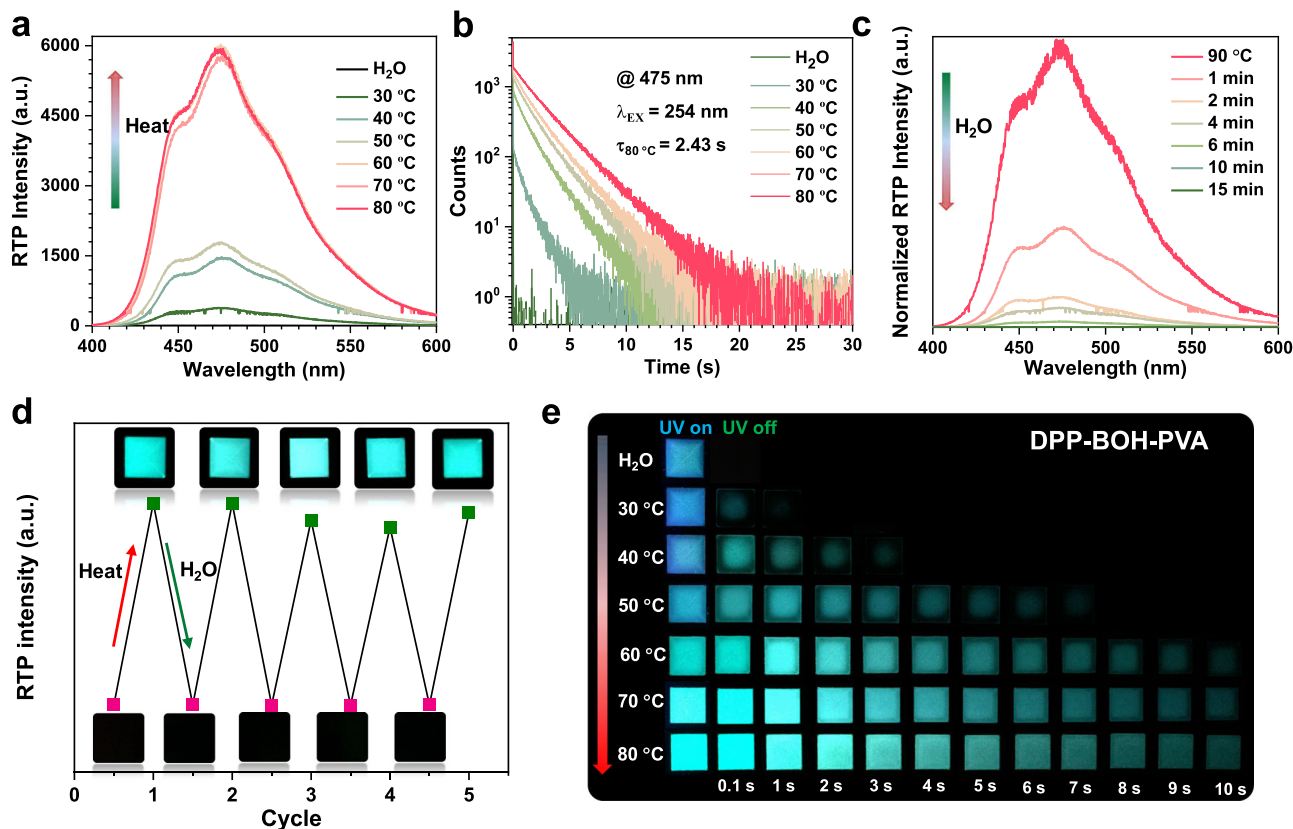 a
RTP Intensity (a.u.)
6000
4500
3000
1500
0
Heat
H₂O
30 °C
40 °C
50 °C
60 °C
70 °C
80 °C
400
450
500
550
600
Wavelength (nm)
b
Counts
10³
10²
10¹
10⁰
@ 475 nm
λEX = 254 nm
τ80 °C = 2.43 s
H₂O
30 °C
40 °C
50 °C
60 °C
70 °C
80 °C
0
5
10
15
20
25
30
Time (s)
c
Normalized RTP Intensity (a.u.)
H₂O
90 °C
1 min
2 min
4 min
6 min
10 min
15 min
400
450
500
550
600
Wavelength (nm)
d
RTP intensity (a.u.)
Heat
H₂O
0
1
2
3
4
5
Cycle
e
UV on UV off
DPP-BOH-PVA
H₂O
30 °C
40 °C
50 °C
60 °C
70 °C
80 °C
0.1 s 1 s 2 s 3 s 4 s 5 s 6 s 7 s 8 s 9 s 10 s